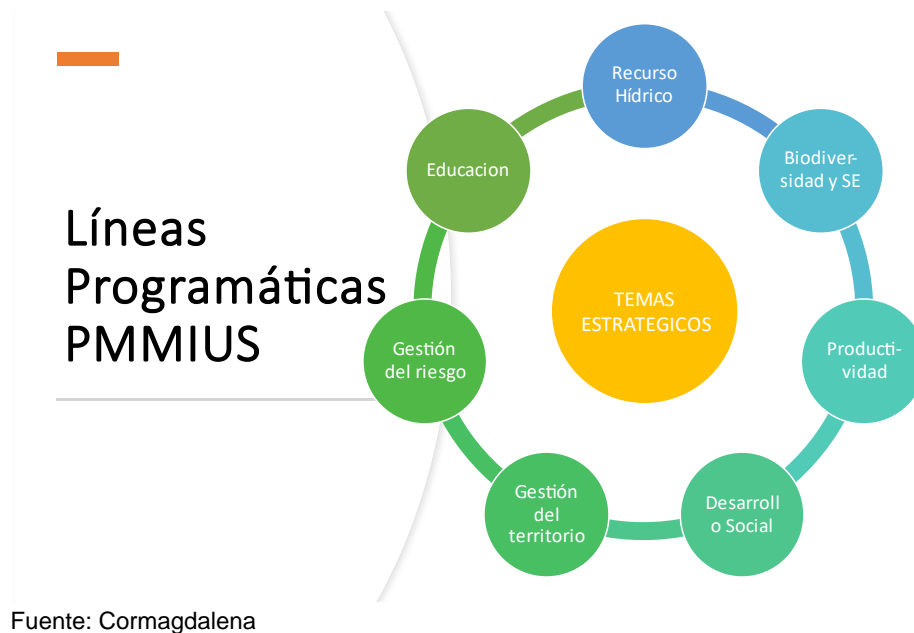 Líneas
Programáticas
PMMIUS
Recurso
Hídrico
Biodiver-
sidad y SE
Producti-
vidad
Desarroll
o Social
Gestión
del
territorio
Gestión
del riesgo
Educacion
TEMAS
ESTRATEGICOS
Fuente: Cormagdalena